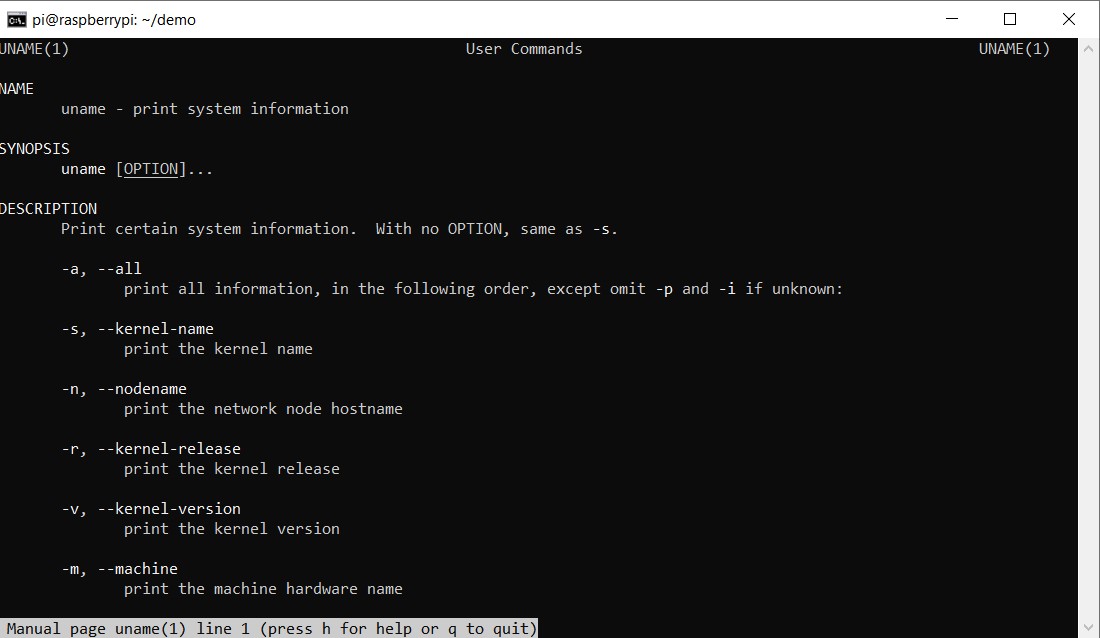 pi@raspberrypi: ~/demo
UNAME(1) User Commands UNAME(1)
NAME
uname - print system information
SYNOPSIS
uname [OPTION]...
DESCRIPTION
Print certain system information. With no OPTION, same as -s.
-a, --all
print all information, in the following order, except omit -p and -i if unknown:
-s, --kernel-name
print the kernel name
-n, --nodename
print the network node hostname
-r, --kernel-release
print the kernel release
-v, --kernel-version
print the kernel version
-m, --machine
print the machine hardware name
Manual page uname(1) line 1 (press h for help or q to quit)